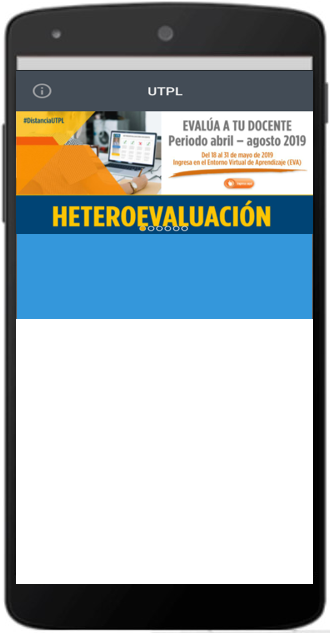 UTPL
#DistanciaUTPL
EVALÚA A TU DOCENTE
Periodo abril – agosto 2019
Del 18 al 31 de mayo de 2019
Ingresa en el Entorno Virtual de Aprendizaje (EVA)
HETEROEVALUACIÓN